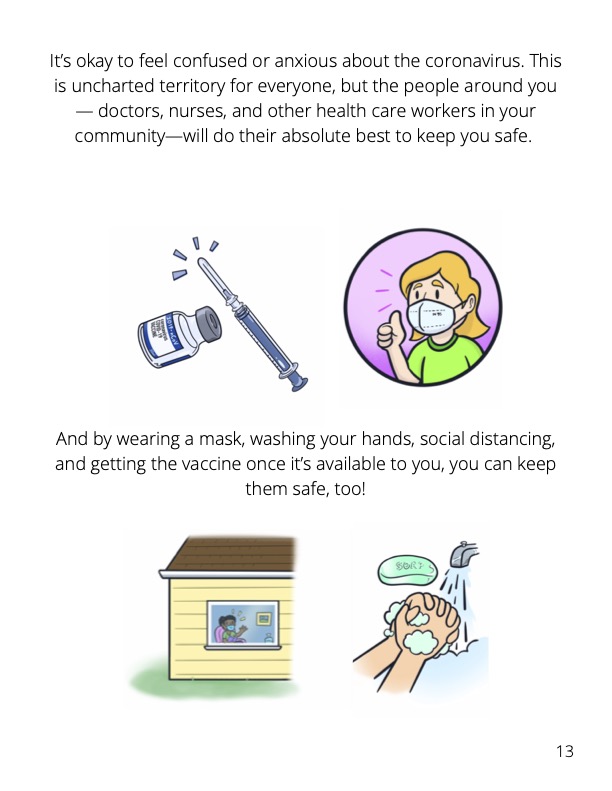 It’s okay to feel confused or anxious about the coronavirus. This
is uncharted territory for everyone, but the people around you
— doctors, nurses, and other health care workers in your
community—will do their absolute best to keep you safe.
And by wearing a mask, washing your hands, social distancing,
and getting the vaccine once it’s available to you, you can keep
them safe, too!
SOAP
13